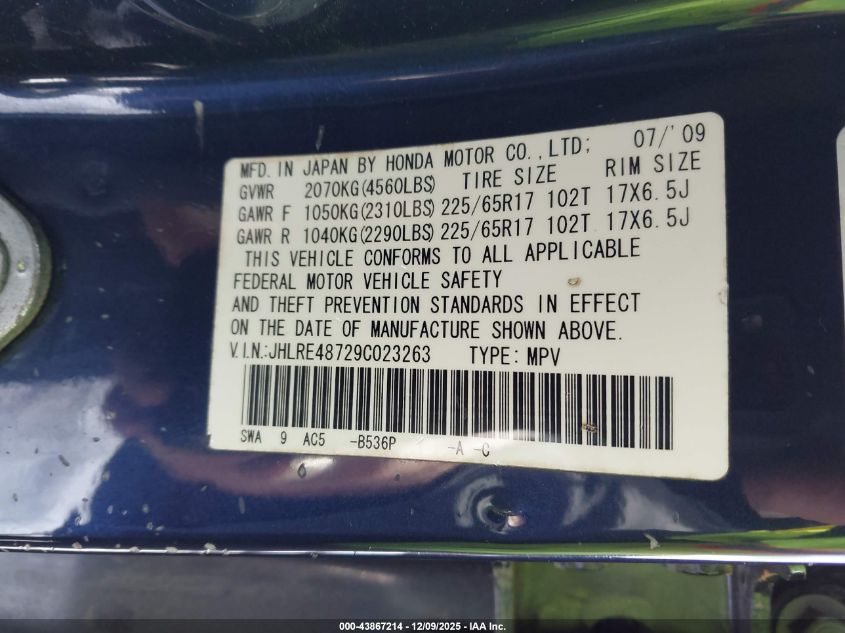 MFD. IN JAPAN BY HONDA MOTOR CO., LTD; 07/'09
GVWR 2070KG(4560LBS) TIRE SIZE RIM SIZE
GAWR F 1050KG(2310LBS) 225/65R17 102T 17X6.5J
GAWR R 1040KG(2290LBS) 225/65R17 102T 17X6.5J
THIS VEHICLE CONFORMS TO ALL APPLICABLE
FEDERAL MOTOR VEHICLE SAFETY
AND THEFT PREVENTION STANDARDS IN EFFECT
ON THE DATE OF MANUFACTURE SHOWN ABOVE.
V.I.N.:JHLRE48729C023263 TYPE: MPV
SWA 9 AC5 -B536P -A -C
000-43867214 - 12/09/2025 - IAA Inc.